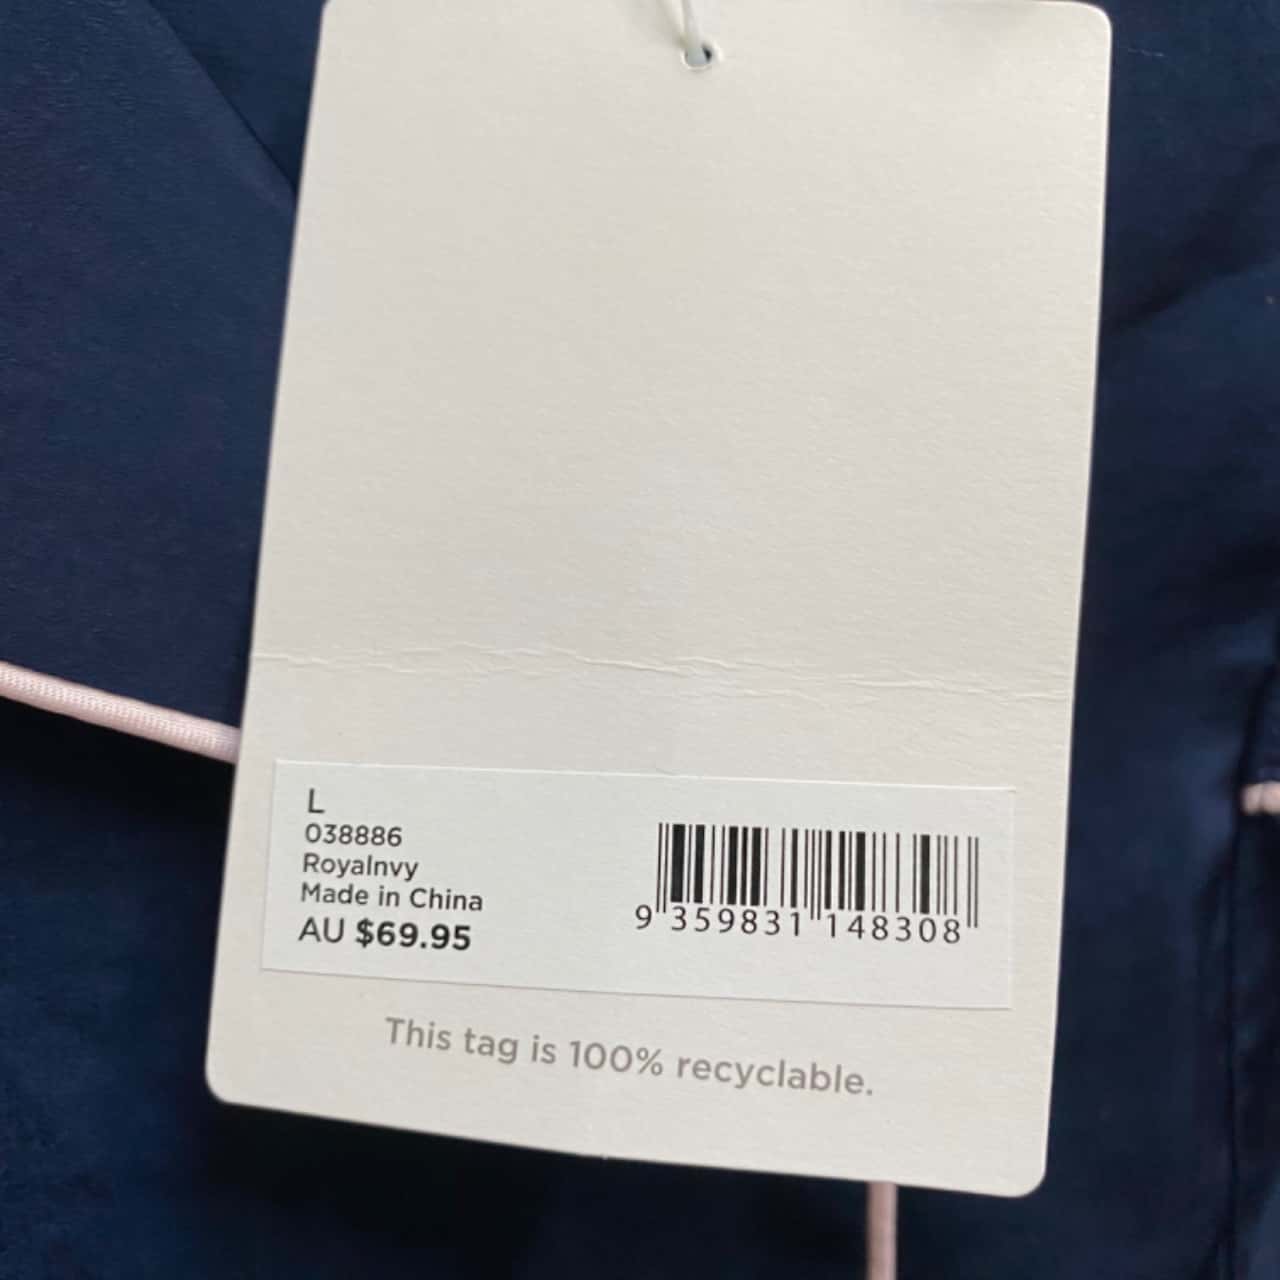 L
038886
Royalnvy
Made in China
AU $69.95
9 359831 148308
This tag is 100% recyclable.